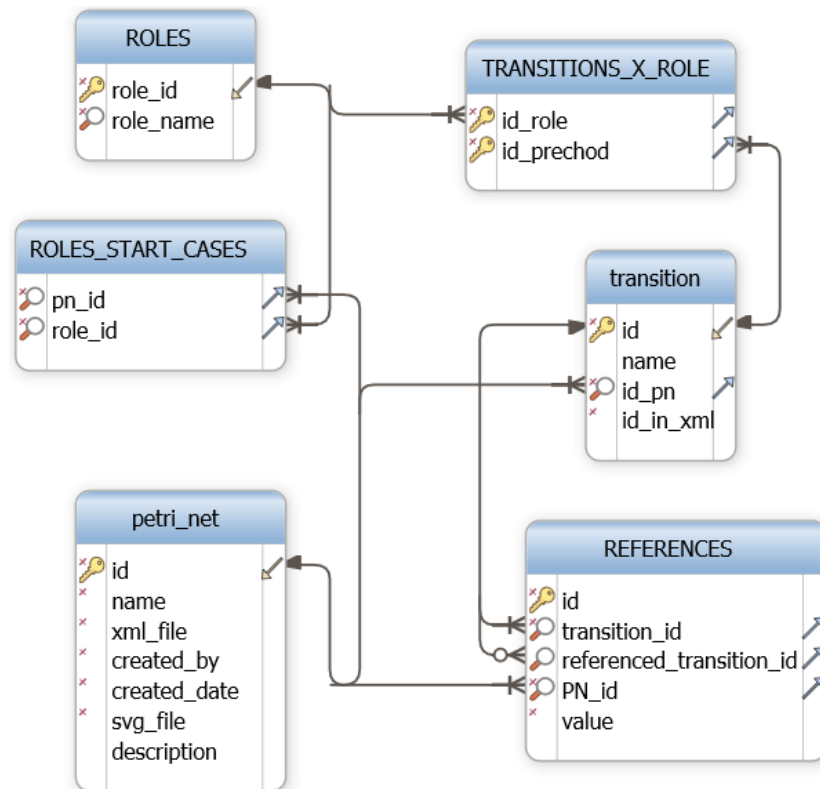 ROLES
role_id
role_name
TRANSITIONS_X_ROLE
id_role
id_prechod
ROLES_START_CASES
pn_id
role_id
transition
id
name
id_pn
id_in_xml
petri_net
id
name
xml_file
created_by
created_date
svg_file
description
REFERENCES
id
transition_id
referenced_transition_id
PN_id
value